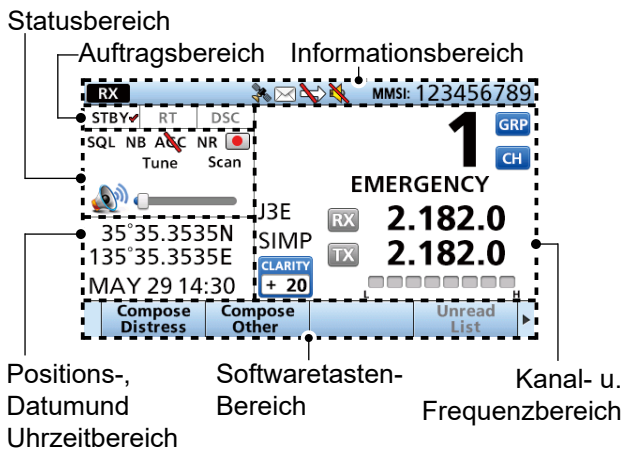 Statusbereich
Auftragsbereich
Informationsbereich
RX MMSI: 123456789
STBY RT DSC
SQL NB AGC NR
Tune Scan
1 GRP
CH
EMERGENCY
J3E RX 2.182.0
SIMP TX 2.182.0
CLARITY
+ 20
L H
35°35.3535N
135°35.3535E
MAY 29 14:30
Compose Distress
Compose Other
Unread List
Positions-,
Datumund
Uhrzeitbereich
Softwaretasten-
Bereich
Kanal- u.
Frequenzbereich